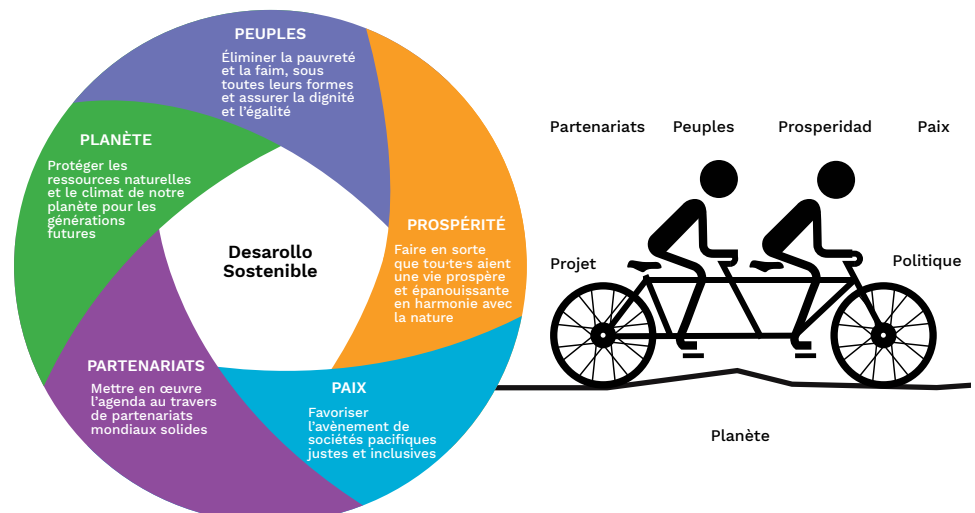 PEUPLES
Éliminer la pauvreté
et la faim, sous
toutes leurs formes
et assurer la dignité
et l'égalité
PLANÈTE
Protéger les
ressources naturelles
et le climat de notre
planète pour les
générations
futures
Desarollo
Sostenible
PROSPÉRITÉ
Faire en sorte
que tou·te·s aient
une vie prospère
et épanouissante
en harmonie avec
la nature
PARTENARIATS
Mettre en œuvre
l'agenda au travers
de partenariats
mondiaux solides
PAIX
Favoriser
l'avènement de
sociétés pacifiques
justes et inclusives
Partenariats Peuples Prosperidad Paix
Projet Politique
Planète